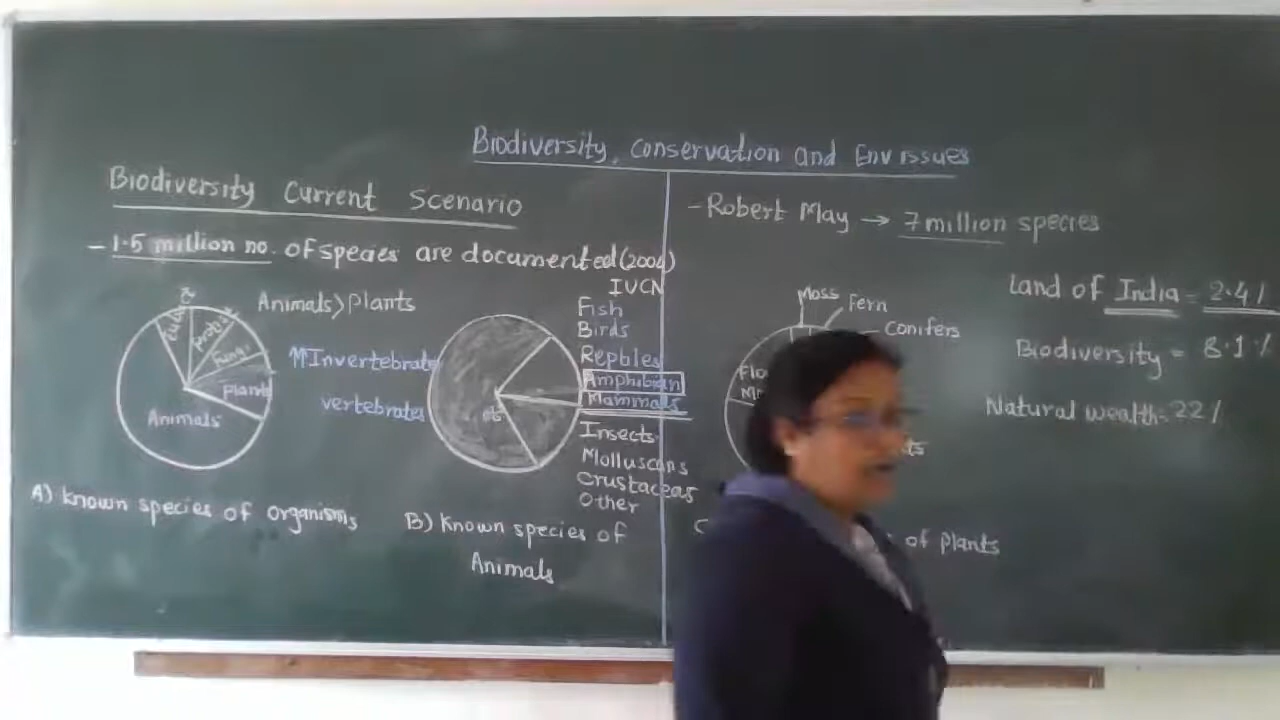 Biodiversity, conservation and Env issues
Biodiversity Current Scenario
- 1.5 million no. of species are documented (2004)
IUCN
Animals > Plants
Fungi
Plants
Animals
A) known species of organisms
↑Invertebrate
vertebrates
Fish
Birds
Reptiles
Amphibian
Mammals
Insects
Molluscans
Crustaceas
Other
B) known species of
Animals
- Robert May → 7 million species
Moss
Fern
Conifers
of plants
Land of India = 2.4%
Biodiversity = 8.1%
Natural wealth = 22%